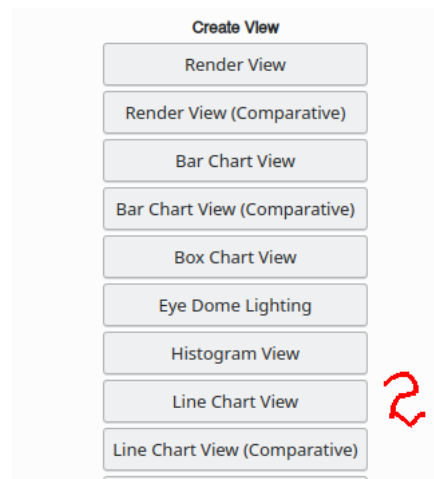 Create View
Render View
Render View (Comparative)
Bar Chart View
Bar Chart View (Comparative)
Box Chart View
Eye Dome Lighting
Histogram View
Line Chart View
2
Line Chart View (Comparative)